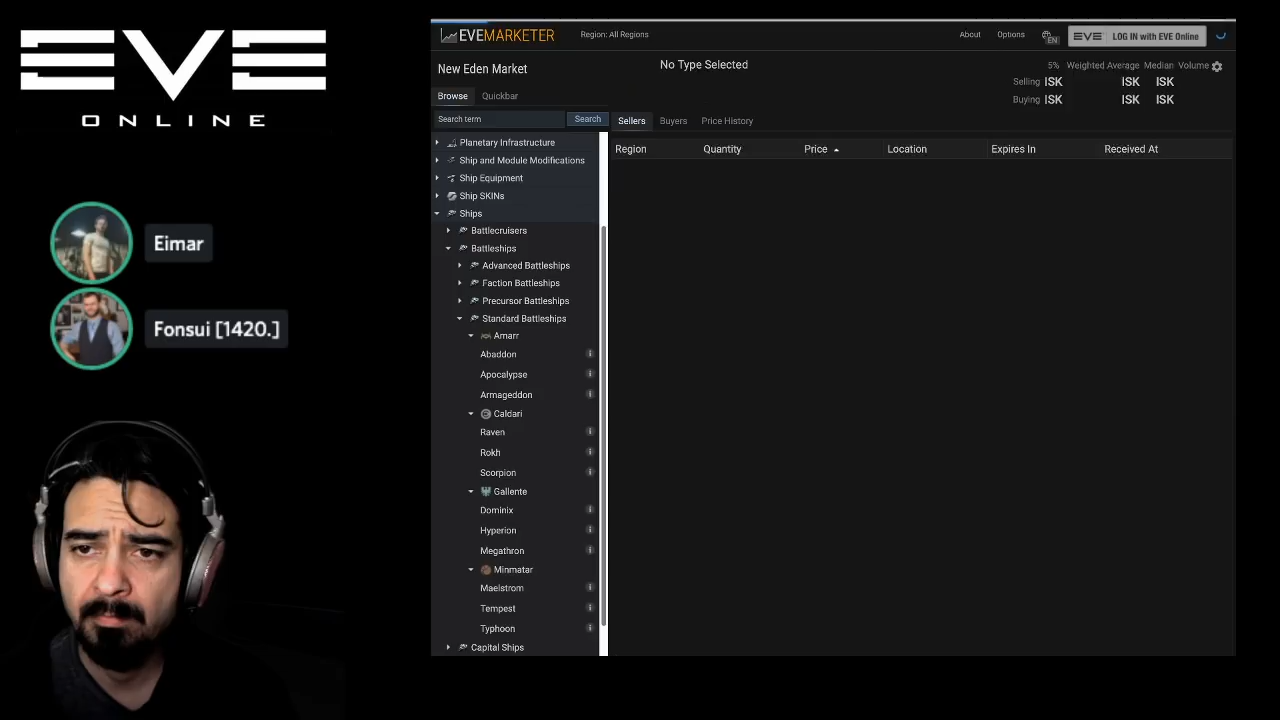 EVE
ONLINE
Eimar
Fonsui [1420.]
EVEMARKETER
Region: All Regions
About
Options
EN
EVE LOG IN with EVE Online
New Eden Market
No Type Selected
5% Weighted Average Median Volume
Selling ISK ISK ISK
Buying ISK ISK ISK
Browse Quickbar
Search term Search
Sellers Buyers Price History
Region Quantity Price Location Expires In Received At
Planetary Infrastructure
Ship and Module Modifications
Ship Equipment
Ship SKINs
Ships
Battlecruisers
Battleships
Advanced Battleships
Faction Battleships
Precursor Battleships
Standard Battleships
Amarr
Abaddon
Apocalypse
Armageddon
Caldari
Raven
Rokh
Scorpion
Gallente
Dominix
Hyperion
Megathron
Minmatar
Maelstrom
Tempest
Typhoon
Capital Ships